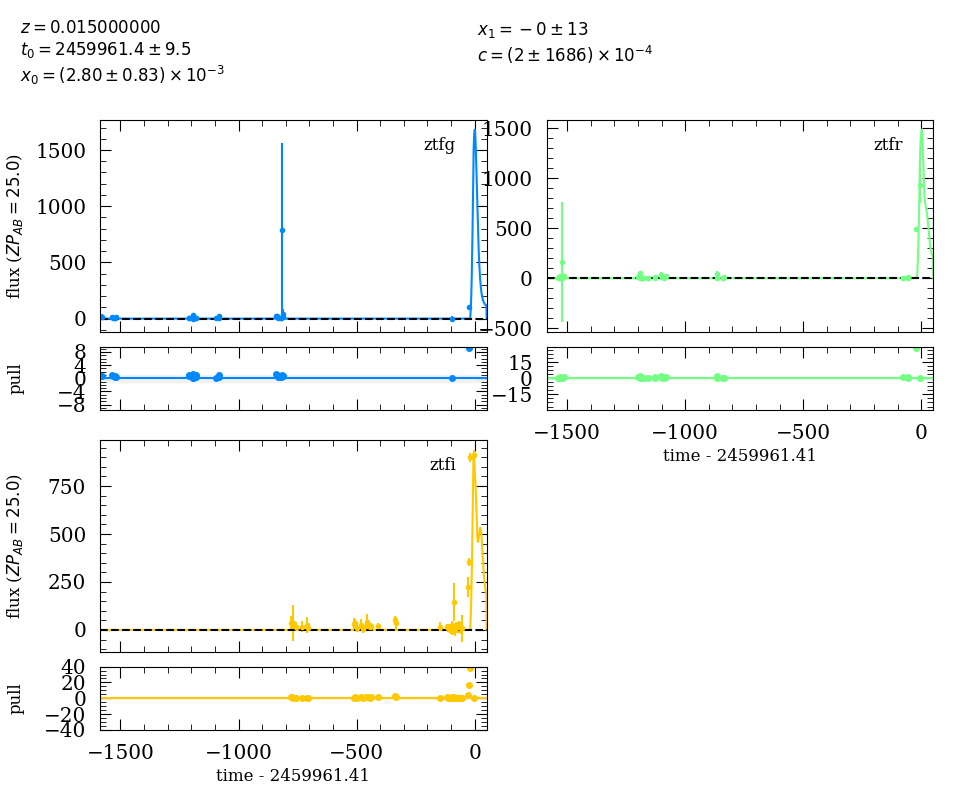 z = 0.015000000
t₀ = 2459961.4 ± 9.5
x₀ = (2.80 ± 0.83) × 10⁻³
x₁ = −0 ± 13
c = (2 ± 1686) × 10⁻⁴
ztfg
flux (ZP_AB = 25.0)
1500
1000
500
0
ztfr
1500
1000
500
0
−500
pull
8
4
0
−4
−8
15
0
−15
−1500
−1000
−500
0
time - 2459961.41
ztfi
flux (ZP_AB = 25.0)
750
500
250
0
pull
40
20
0
−20
−40
−1500
−1000
−500
0
time - 2459961.41